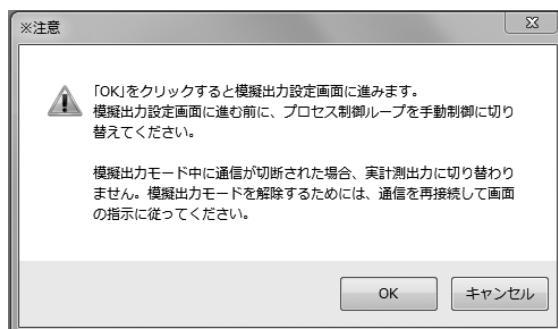 ※注意
「OK」をクリックすると模擬出力設定画面に進みます。
模擬出力設定画面に進む前に、プロセス制御ループを手動制御に切り
替えてください。
模擬出力モード中に通信が切断された場合、実計測出力に切り替わり
ません。模擬出力モードを解除するためには、通信を再接続して画面
の指示に従ってください。
OK
キャンセル